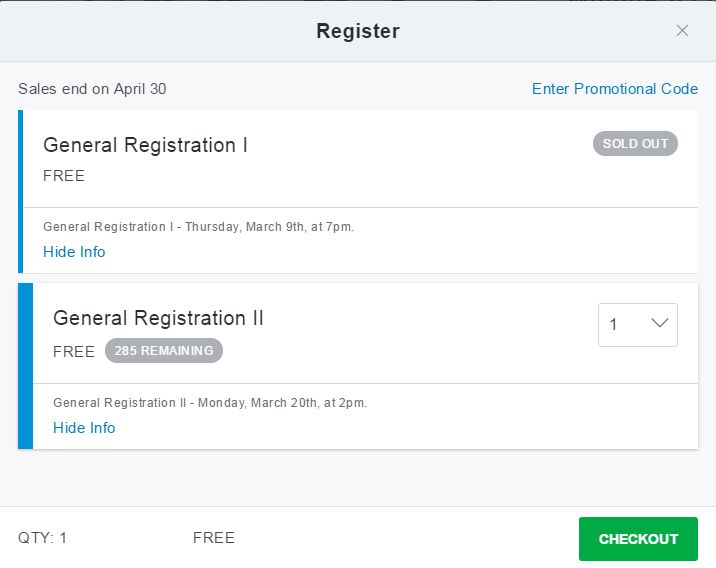 Register
Sales end on April 30 Enter Promotional Code
General Registration I SOLD OUT
FREE
General Registration I - Thursday, March 9th, at 7pm.
Hide Info
General Registration II 1
FREE 285 REMAINING
General Registration II - Monday, March 20th, at 2pm.
Hide Info
QTY: 1 FREE CHECKOUT